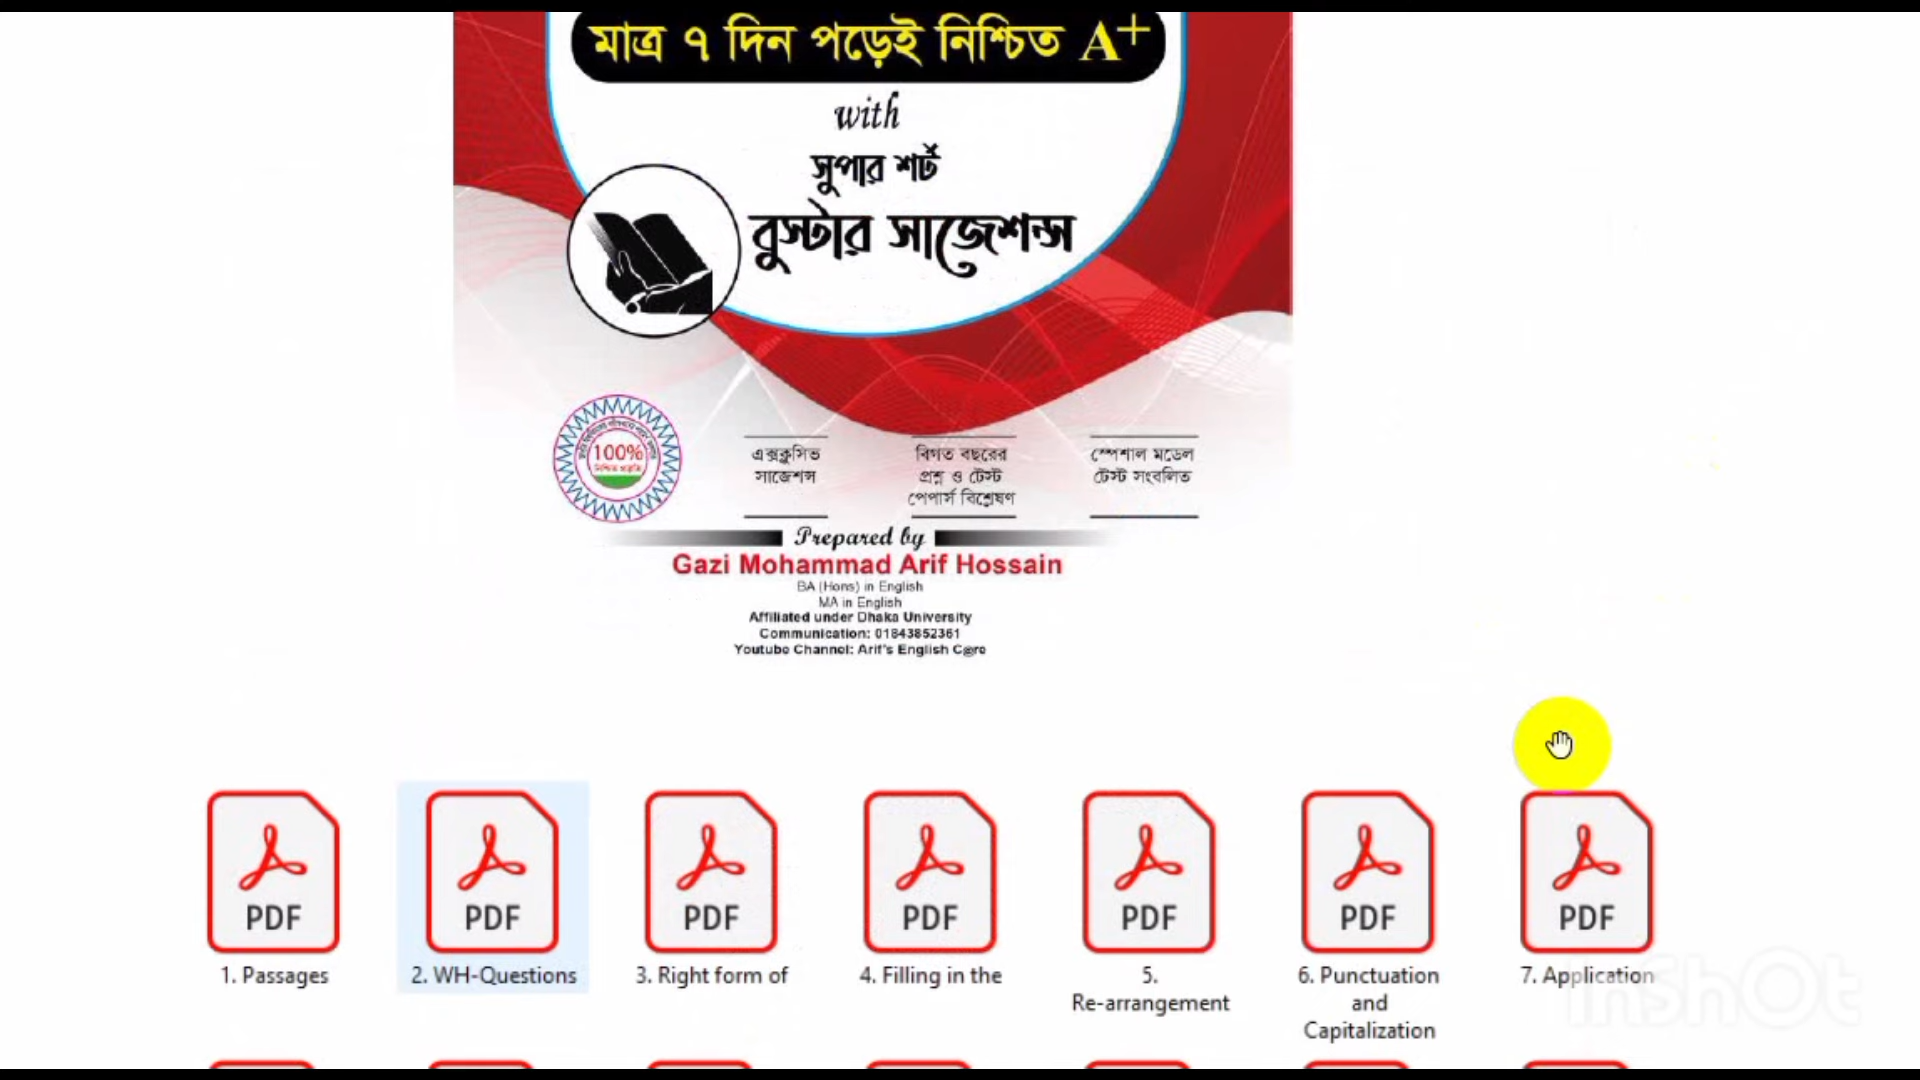 মাত্র ৭ দিন পড়েই নিশ্চিত A+
with
সুপার শর্ট
বুস্টার সাজেশন্স
100%
এক্সক্লুসিভ
সাজেশন্স
বিগত বছরের
প্রশ্ন ও টেস্ট
পেপার্স বিশ্লেষণ
স্পেশাল মডেল
টেস্ট সংবলিত
Prepared by
Gazi Mohammad Arif Hossain
BA (Hons) in English
MA in English
Affiliated under Dhaka University
Communication: 01843852361
Youtube Channel: Arif's English C@re
PDF
PDF
PDF
PDF
PDF
PDF
PDF
1. Passages
2. WH-Questions
3. Right form of
4. Filling in the
5.
Re-arrangement
6. Punctuation
and
Capitalization
7. Application
InShOt